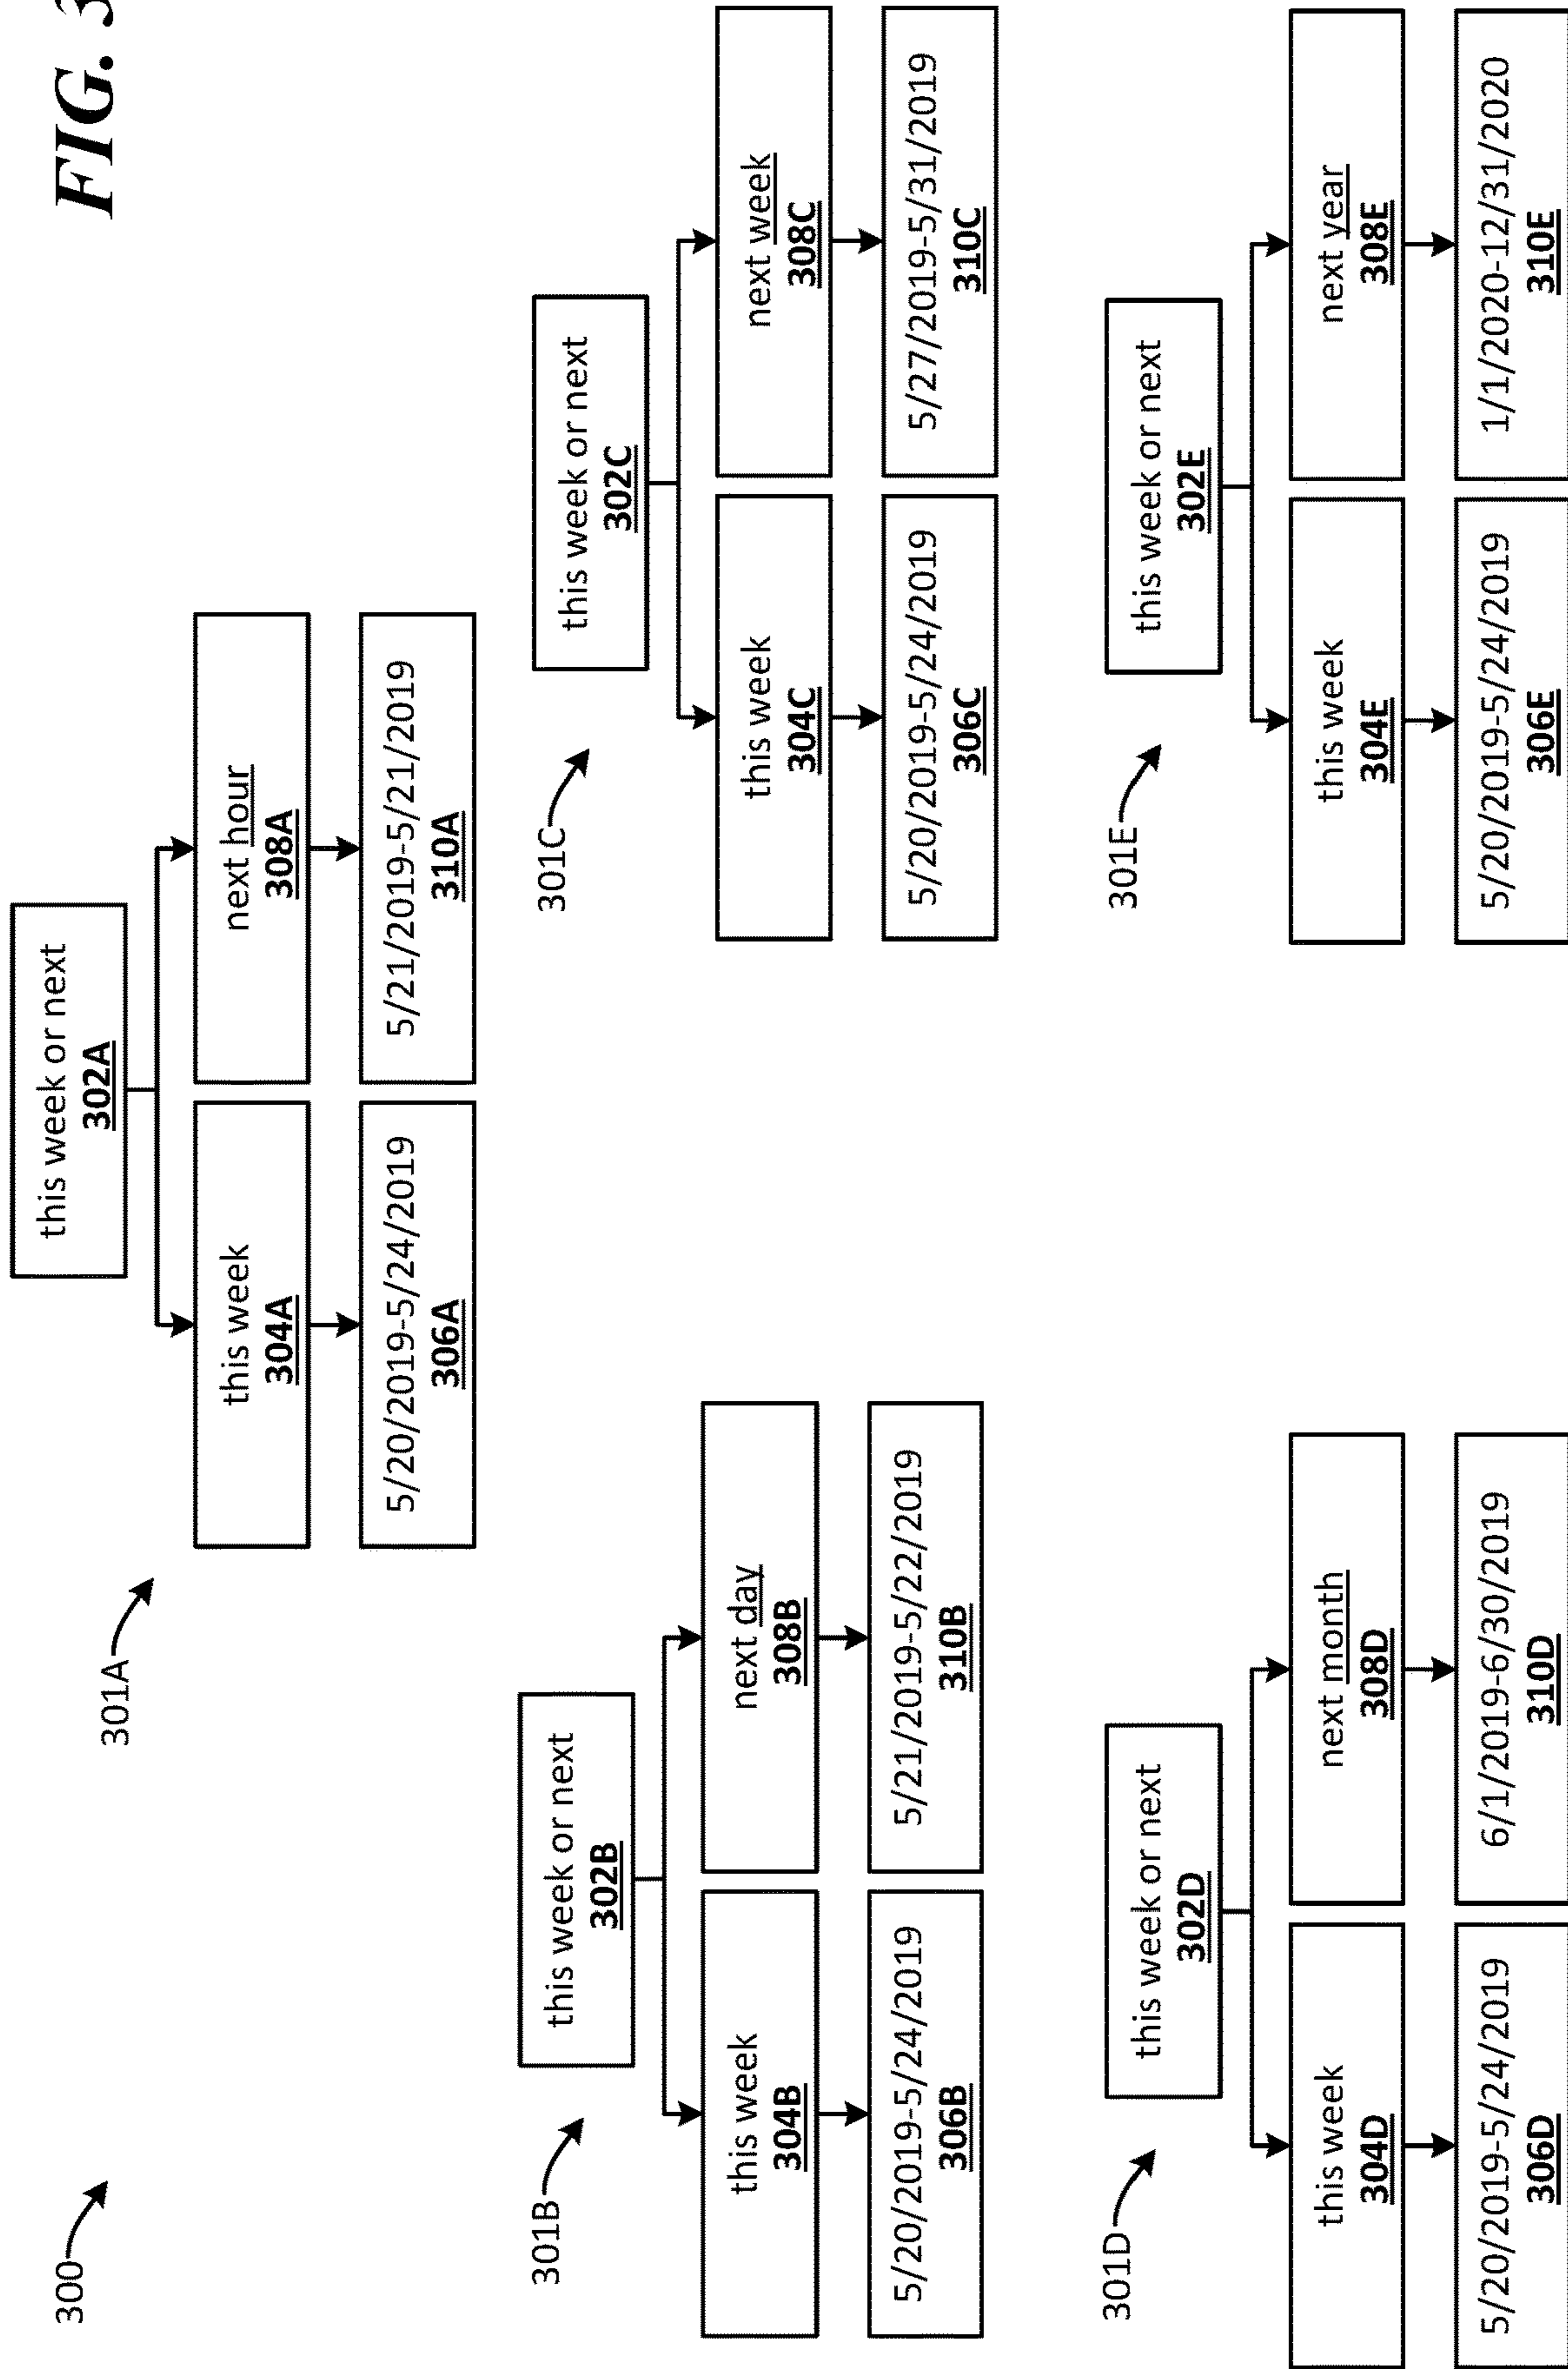 300
FIG. 3
301A
this week or next
302A
this week
304A
next hour
308A
5/20/2019-5/24/2019
306A
5/21/2019-5/21/2019
310A
301B
this week or next
302B
this week
304B
next day
308B
5/20/2019-5/24/2019
306B
5/21/2019-5/22/2019
310B
301C
this week or next
302C
this week
304C
next week
308C
5/20/2019-5/24/2019
306C
5/27/2019-5/31/2019
310C
301D
this week or next
302D
this week
304D
next month
308D
5/20/2019-5/24/2019
306D
6/1/2019-6/30/2019
310D
301E
this week or next
302E
this week
304E
next year
308E
5/20/2019-5/24/2019
306E
1/1/2020-12/31/2020
310E